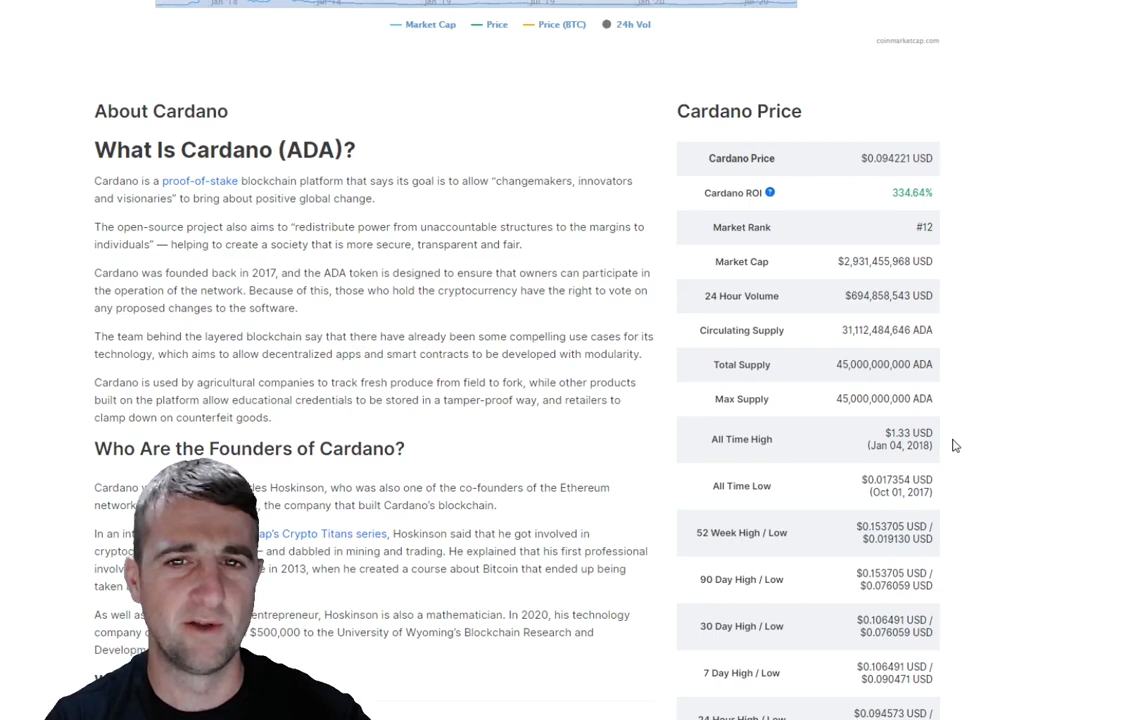 Jan '18
Jul '19
Jan '20
Jul '20
Market Cap
Price
Price (BTC)
24h Vol
coinmarketcap.com
About Cardano
What Is Cardano (ADA)?
Cardano is a proof-of-stake blockchain platform that says its goal is to allow “changemakers, innovators
and visionaries” to bring about positive global change.
The open-source project also aims to “redistribute power from unaccountable structures to the margins to
individuals” — helping to create a society that is more secure, transparent and fair.
Cardano was founded back in 2017, and the ADA token is designed to ensure that owners can participate in
the operation of the network. Because of this, those who hold the cryptocurrency have the right to vote on
any proposed changes to the software.
The team behind the layered blockchain say that there have already been some compelling use cases for its
technology, which aims to allow decentralized apps and smart contracts to be developed with modularity.
Cardano is used by agricultural companies to track fresh produce from field to fork, while other products
built on the platform allow educational credentials to be stored in a tamper-proof way, and retailers to
clamp down on counterfeit goods.
Who Are the Founders of Cardano?
Cardano les Hoskinson, who was also one of the co-founders of the Ethereum
network , the company that built Cardano’s blockchain.
In an in ap’s Crypto Titans series, Hoskinson said that he got involved in
cryptoc — and dabbled in mining and trading. He explained that his first professional
involv e in 2013, when he created a course about Bitcoin that ended up being
taken
As well as entrepreneur, Hoskinson is also a mathematician. In 2020, his technology
company $500,000 to the University of Wyoming’s Blockchain Research and
Developm
Cardano Price
Cardano Price $0.094221 USD
Cardano ROI ? 334.64%
Market Rank #12
Market Cap $2,931,455,968 USD
24 Hour Volume $694,858,543 USD
Circulating Supply 31,112,484,646 ADA
Total Supply 45,000,000,000 ADA
Max Supply 45,000,000,000 ADA
All Time High $1.33 USD
(Jan 04, 2018)
All Time Low $0.017354 USD
(Oct 01, 2017)
52 Week High / Low $0.153705 USD /
$0.019130 USD
90 Day High / Low $0.153705 USD /
$0.076059 USD
30 Day High / Low $0.106491 USD /
$0.076059 USD
7 Day High / Low $0.106491 USD /
$0.090471 USD
24 Hour High / Low $0.094573 USD /